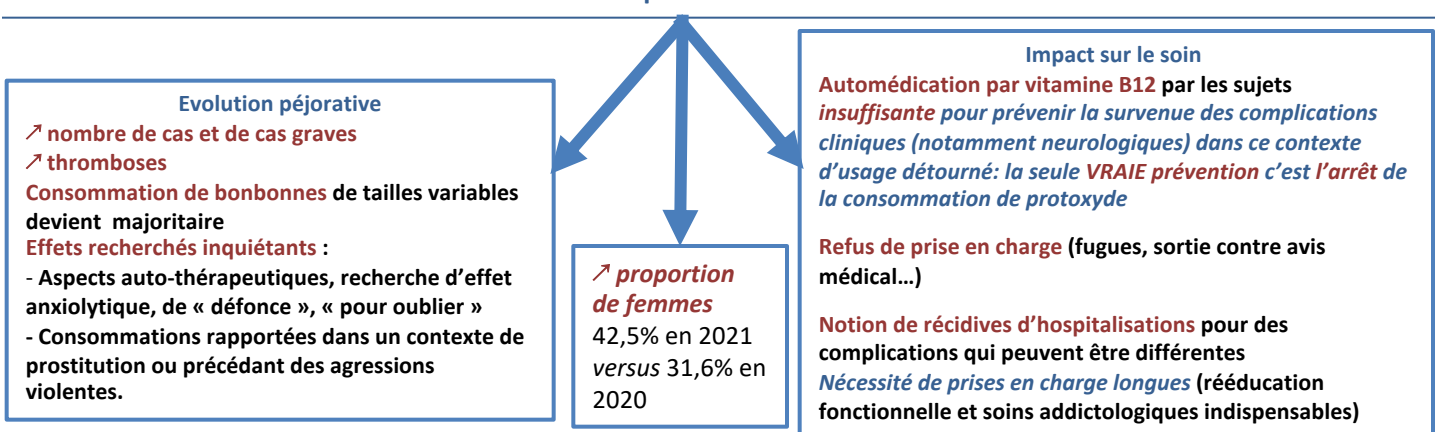 Evolution péjorative
↗ nombre de cas et de cas graves
↗ thromboses
Consommation de bonbonnes de tailles variables
devient majoritaire
Effets recherchés inquiétants :
- Aspects auto-thérapeutiques, recherche d’effet
anxiolytique, de « défonce », « pour oublier »
- Consommations rapportées dans un contexte de
prostitution ou précédant des agressions
violentes.
↗ proportion
de femmes
42,5% en 2021
versus 31,6% en
2020
Impact sur le soin
Automédication par vitamine B12 par les sujets
insuffisante pour prévenir la survenue des complications
cliniques (notamment neurologiques) dans ce contexte
d’usage détourné: la seule VRAIE prévention c’est l’arrêt de
la consommation de protoxyde
Refus de prise en charge (fugues, sortie contre avis
médical…)
Notion de récidives d’hospitalisations pour des
complications qui peuvent être différentes
Nécessité de prises en charge longues (rééducation
fonctionnelle et soins addictologiques indispensables)